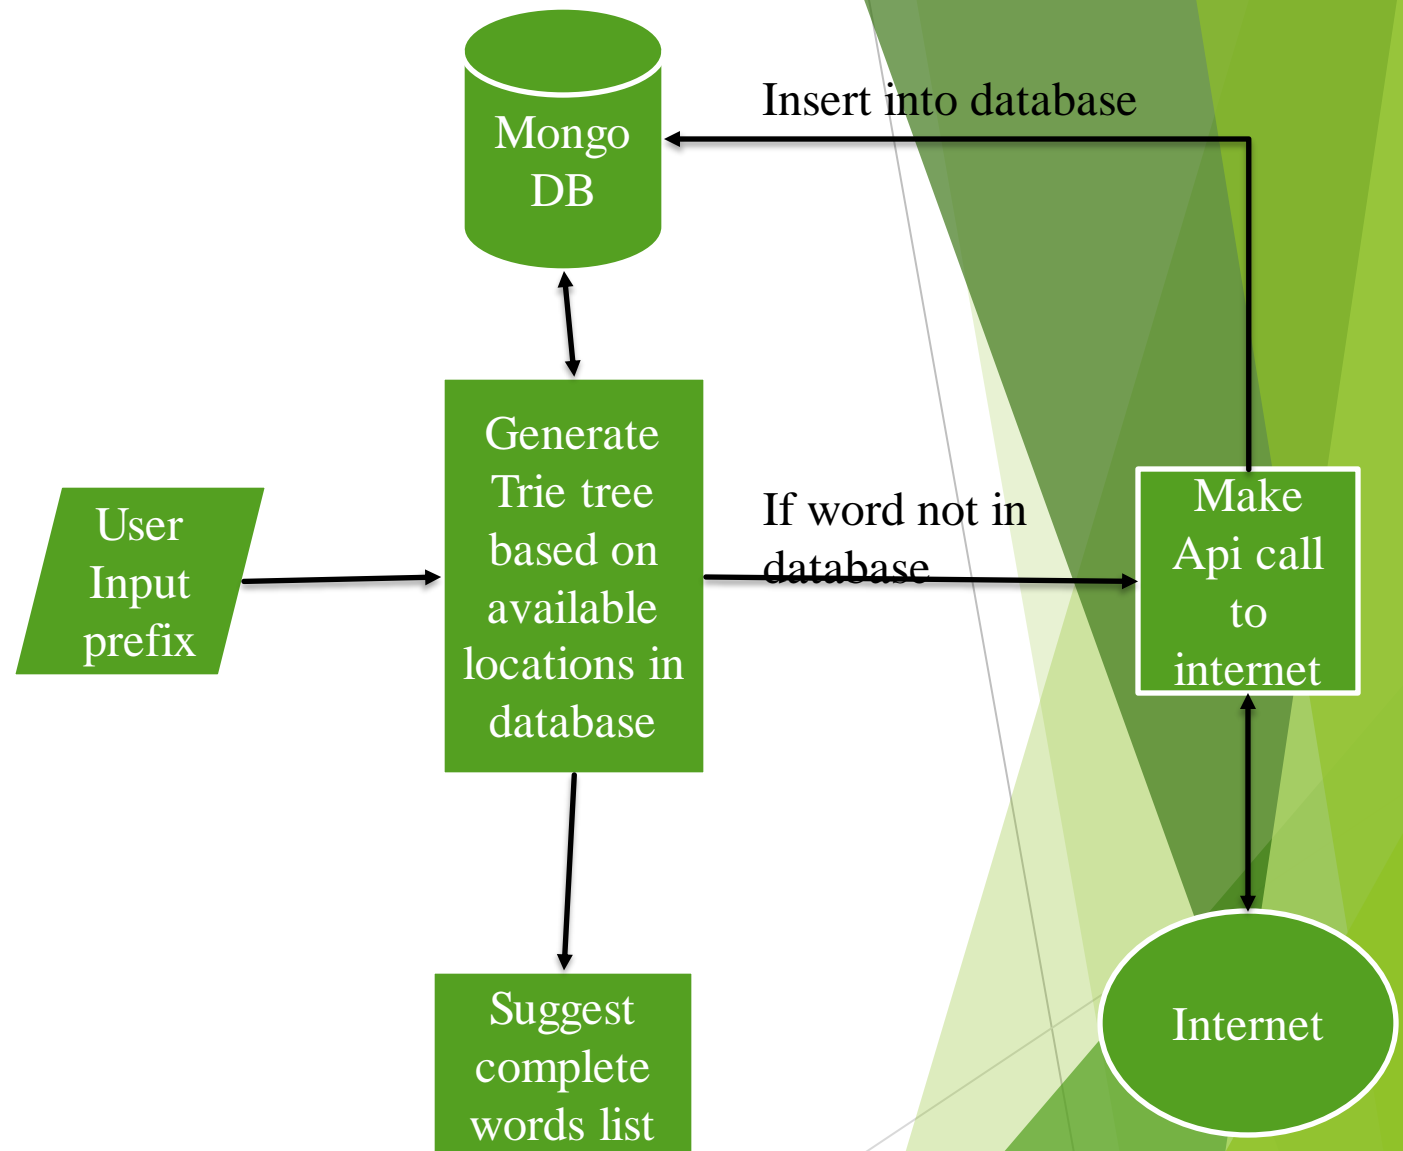 Mongo
DB
Insert into database
User
Input
prefix
Generate
Trie tree
based on
available
locations in
database
If word not in
database
Make
Api call
to
internet
Suggest
complete
words list
Internet